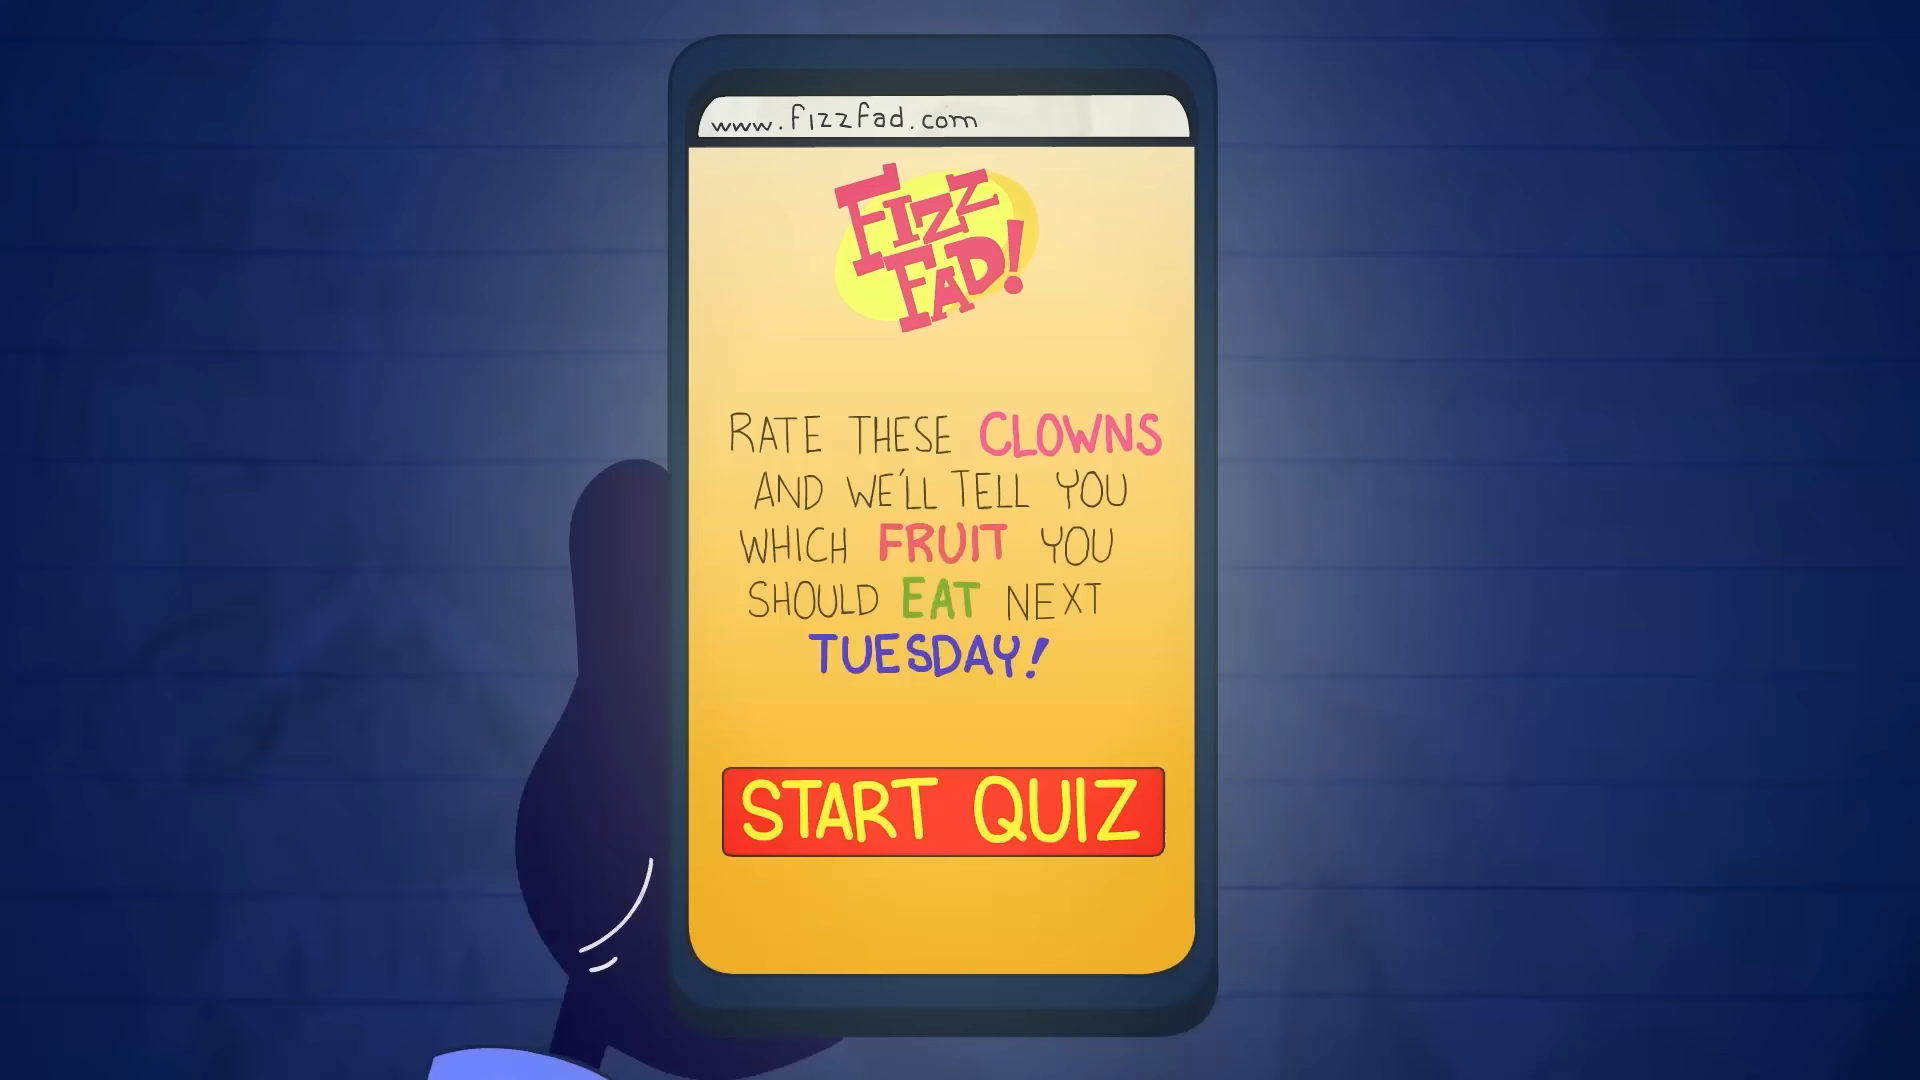 www.fizzfad.com
FIZZ
FAD!
RATE THESE CLOWNS
AND WE'LL TELL YOU
WHICH FRUIT YOU
SHOULD EAT NEXT
TUESDAY!
START QUIZ